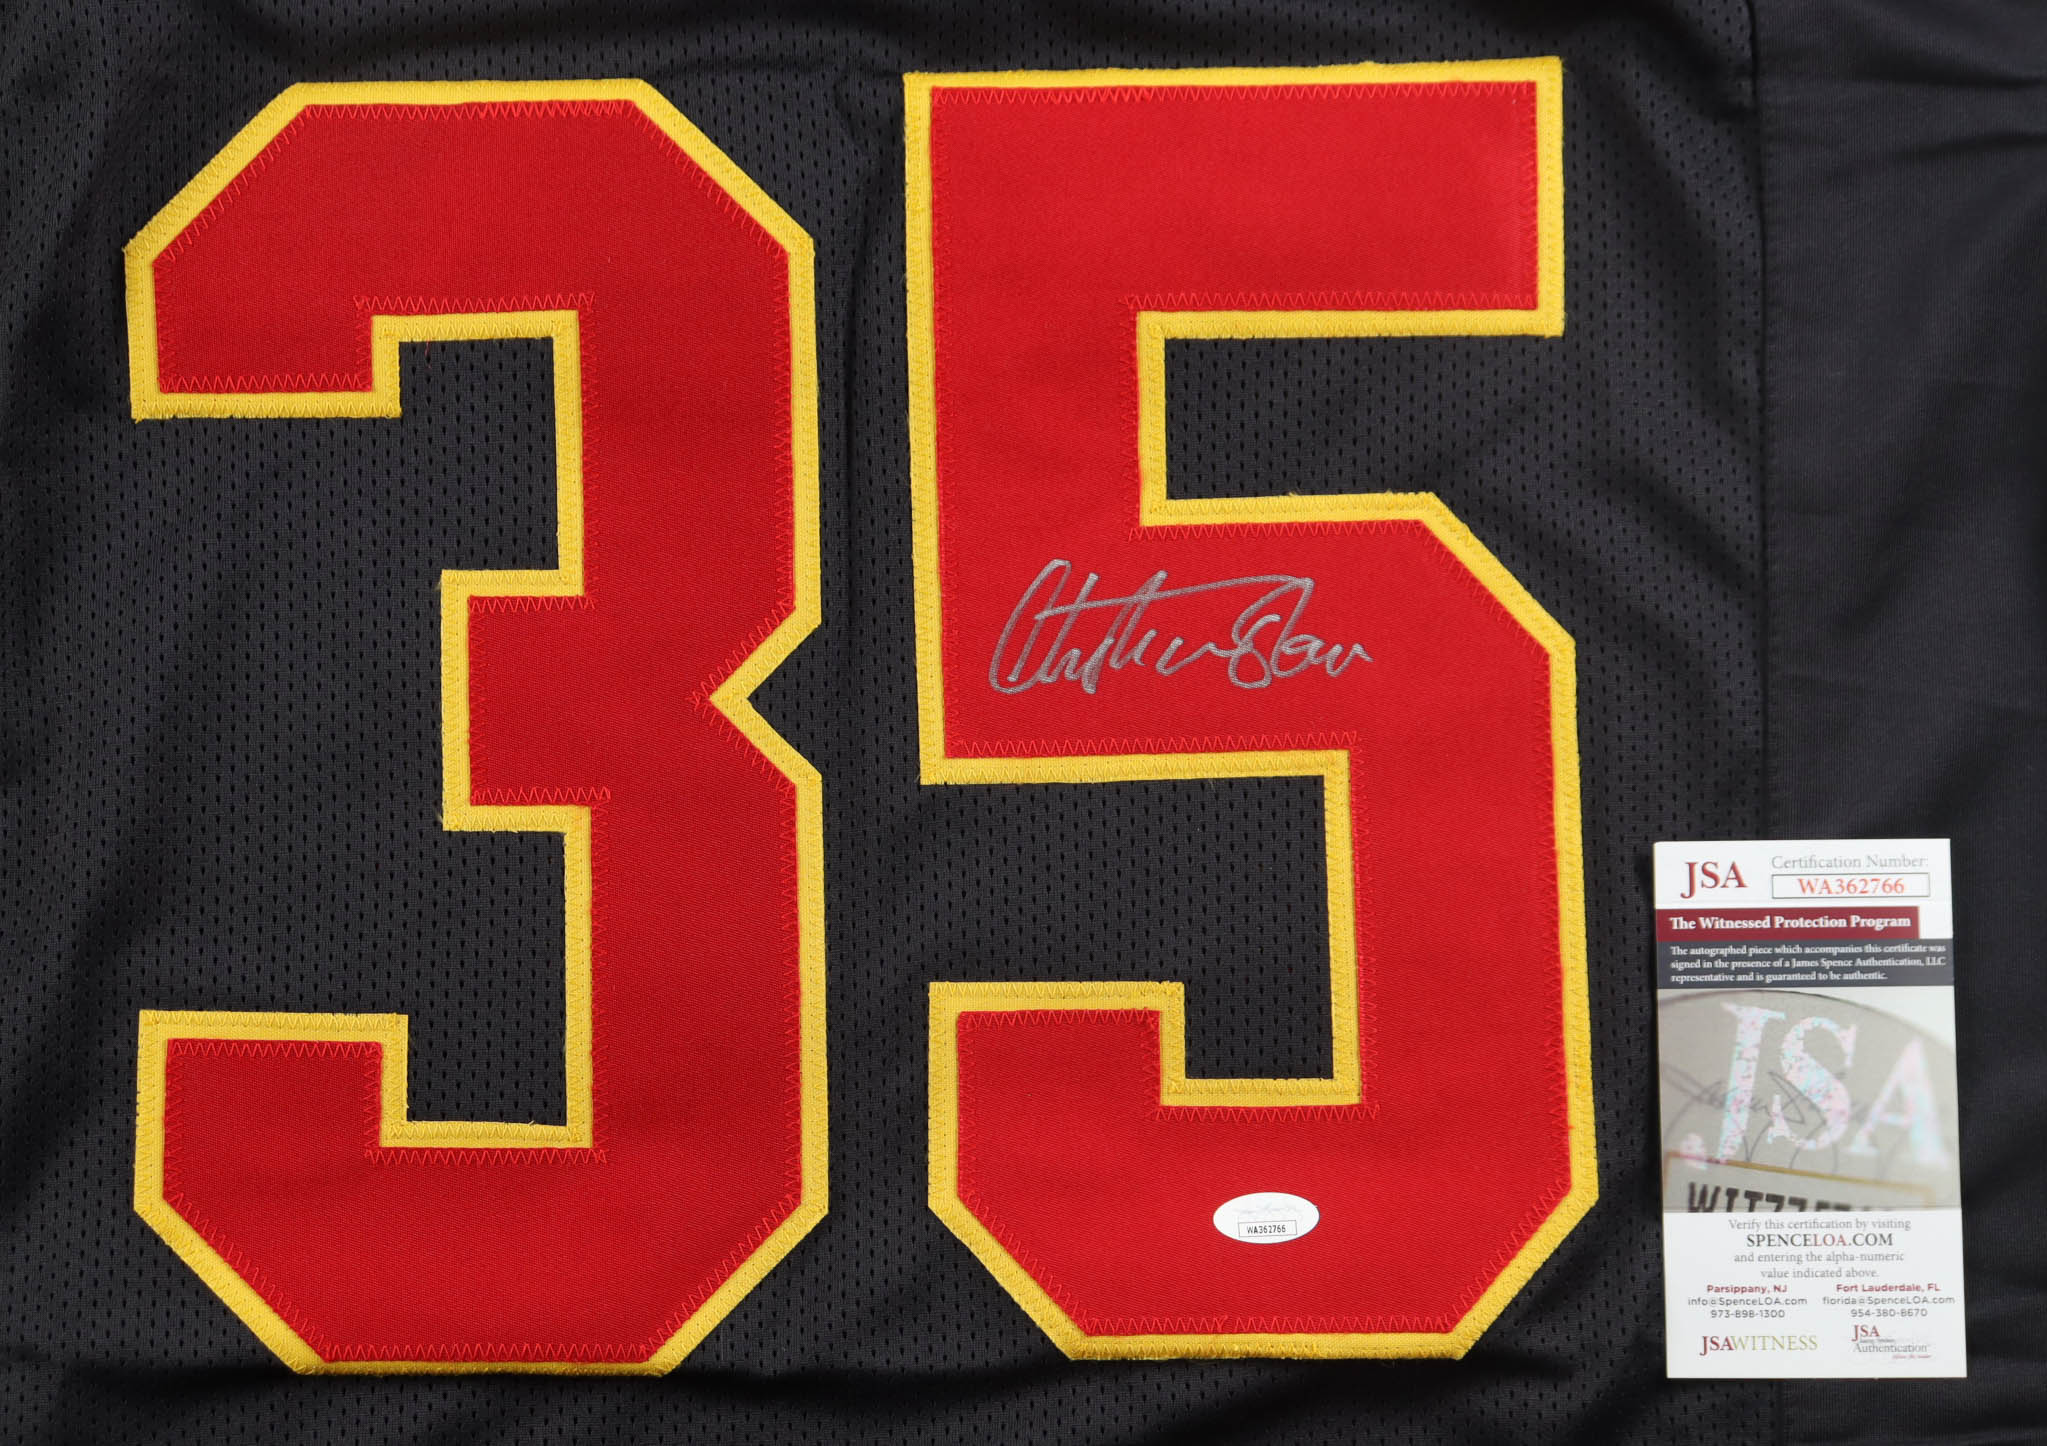 35
JSA
Certification Number:
WA362766
The Witnessed Protection Program
The autographed piece which accompanies this certificate was
signed in the presence of a James Spence Authentication, LLC
representative and is guaranteed to be authentic.
JSA
WA362766
Verify this certification by visiting
SPENCELOA.COM
and entering the alpha-numeric
value indicated above.
Parsippany, NJ Fort Lauderdale, FL
info@SpenceLOA.com florida@SpenceLOA.com
973-898-1300 954-380-8670
JSAWITNESS JSA
Authentication